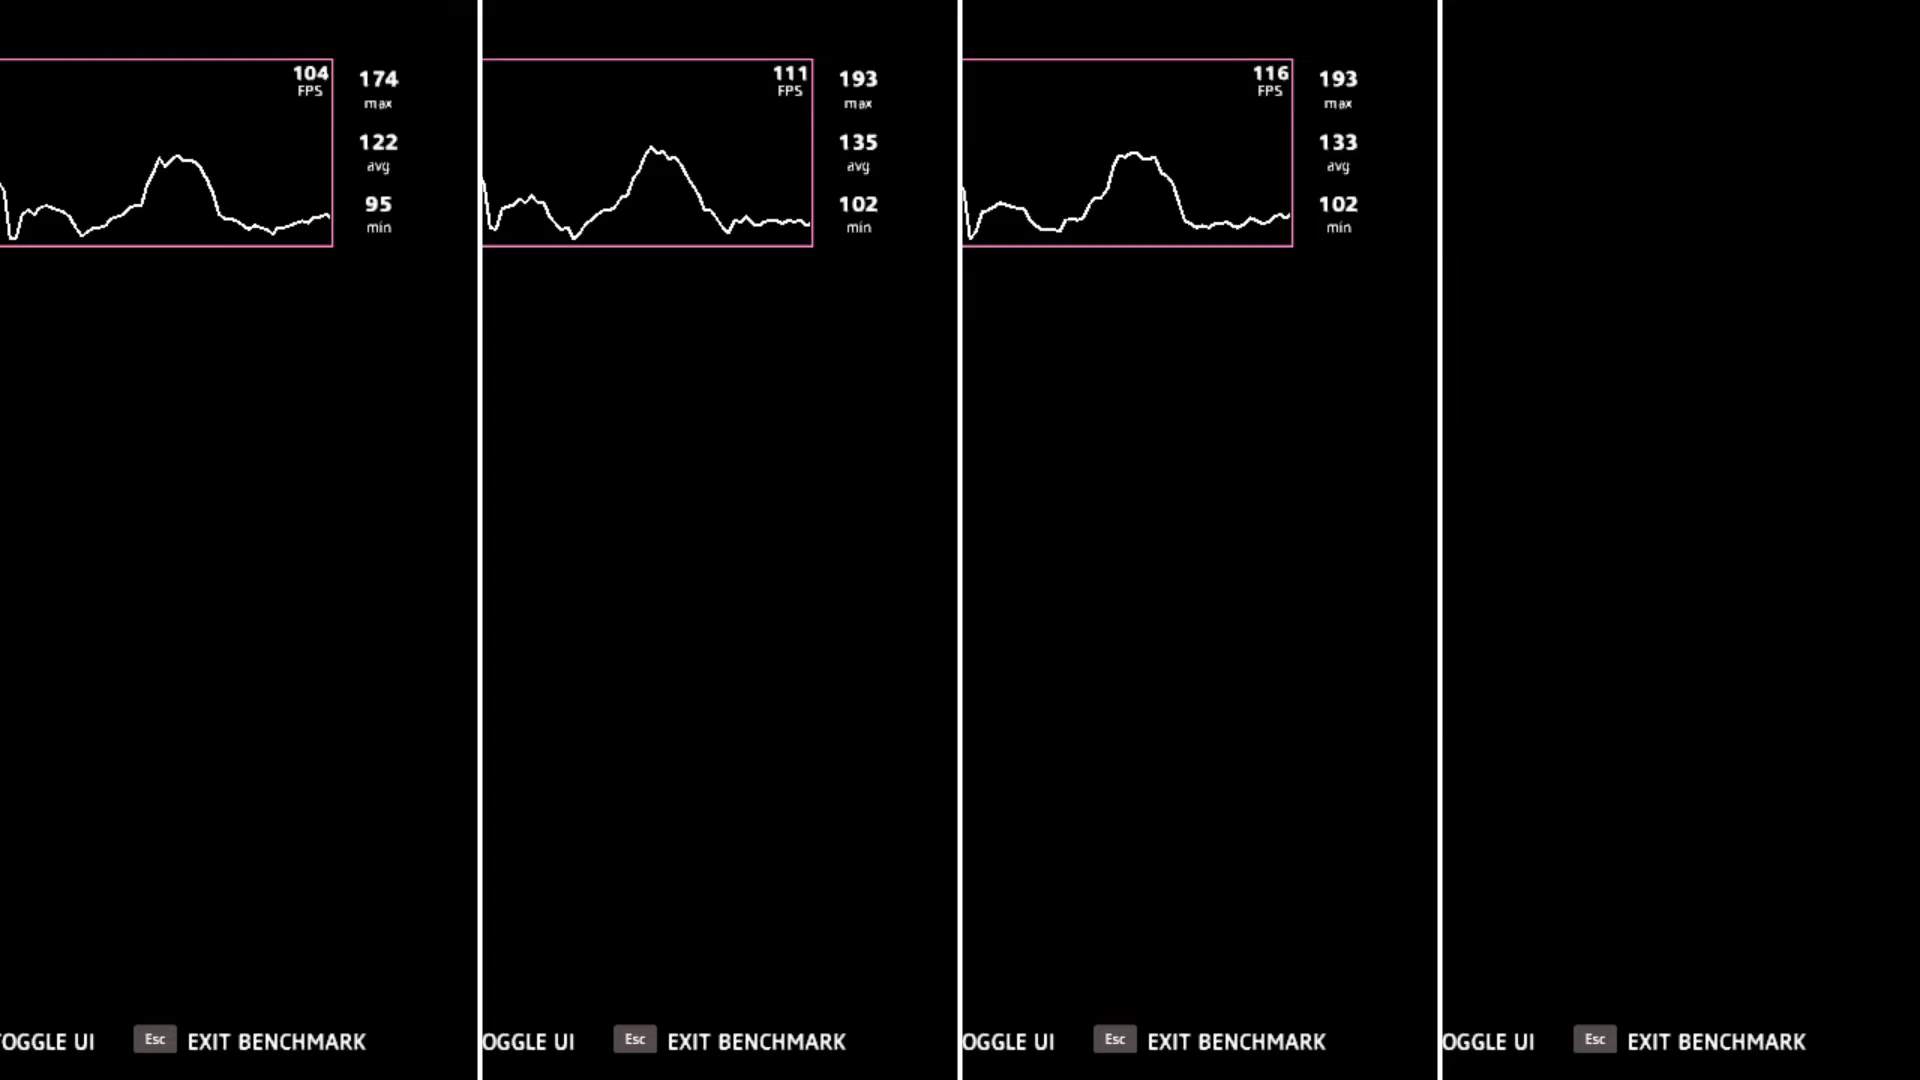 104
FPS
174
max
122
avg
95
min
111
FPS
193
max
135
avg
102
min
116
FPS
193
max
133
avg
102
min
OGGLE UI Esc EXIT BENCHMARK
OGGLE UI Esc EXIT BENCHMARK
OGGLE UI Esc EXIT BENCHMARK
OGGLE UI Esc EXIT BENCHMARK